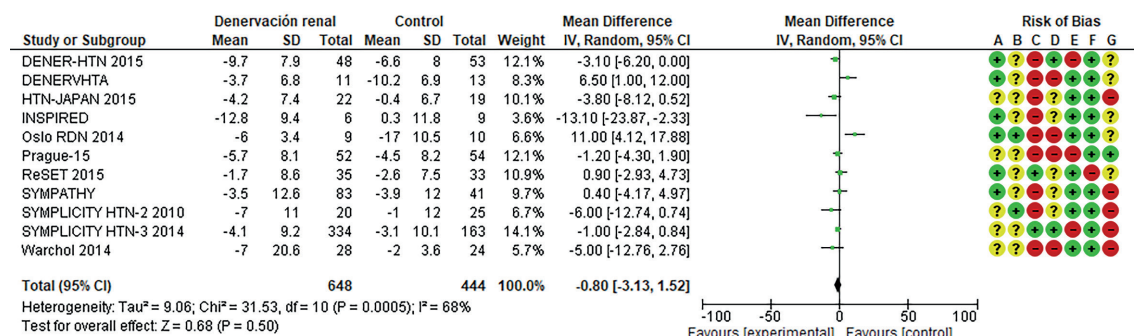 Denervación renal Control Mean Difference Mean Difference Risk of Bias
Study or Subgroup Mean SD Total Mean SD Total Weight IV, Random, 95% CI IV, Random, 95% CI A B C D E F G
DENER-HTN 2015 -9.7 7.9 48 -6.6 8 53 12.1% -3.10 [-6.20, 0.00] + ? - + - + ?
DENERVHTA -3.7 6.8 11 -10.2 6.9 13 8.3% 6.50 [1.00, 12.00] + ? - - + + ?
HTN-JAPAN 2015 -4.2 7.4 22 -0.4 6.7 19 10.1% -3.80 [-8.12, 0.52] ? ? - ? + + -
INSPIRED -12.8 9.4 6 0.3 11.8 9 3.6% -13.10 [-23.87, -2.33] + ? - ? + + ?
Oslo RDN 2014 -6 3.4 9 -17 10.5 10 6.1% 11.00 [4.12, 17.88] + + - ? + + ?
Prague-15 -5.7 8.1 52 -4.5 8.2 54 12.1% -1.20 [-4.30, 1.90] ? ? - - - + +
ReSET 2015 -1.7 8.6 35 -2.6 7.5 33 10.9% 0.90 [-2.93, 4.73] + ? + ? + - ?
SYMPATHY -3.5 12.6 83 -3.9 12 41 9.7% 0.40 [-4.17, 4.97] + ? - ? + + -
SYMPLICITY HTN-2 2010 -7 11 20 -1 12 25 6.7% -6.00 [-12.74, 0.74] ? + - ? + + -
SYMPLICITY HTN-3 2014 -4.1 9.2 334 -3.1 10.1 163 14.1% -1.00 [-2.84, 0.84] ? ? + + - + -
Warchol 2014 -7 20.6 28 -2 3.6 24 5.7% -5.00 [-12.76, 2.76] ? ? - - + + ?
Total (95% CI) 648 444 100.0% -0.80 [-3.13, 1.52]
Heterogeneity: Tau² = 9.06; Chi² = 31.53, df = 10 (P = 0.0005); I² = 68%
Test for overall effect: Z = 0.68 (P = 0.50)
-100 -50 0 50 100
Favours [experimental] Favours [control]